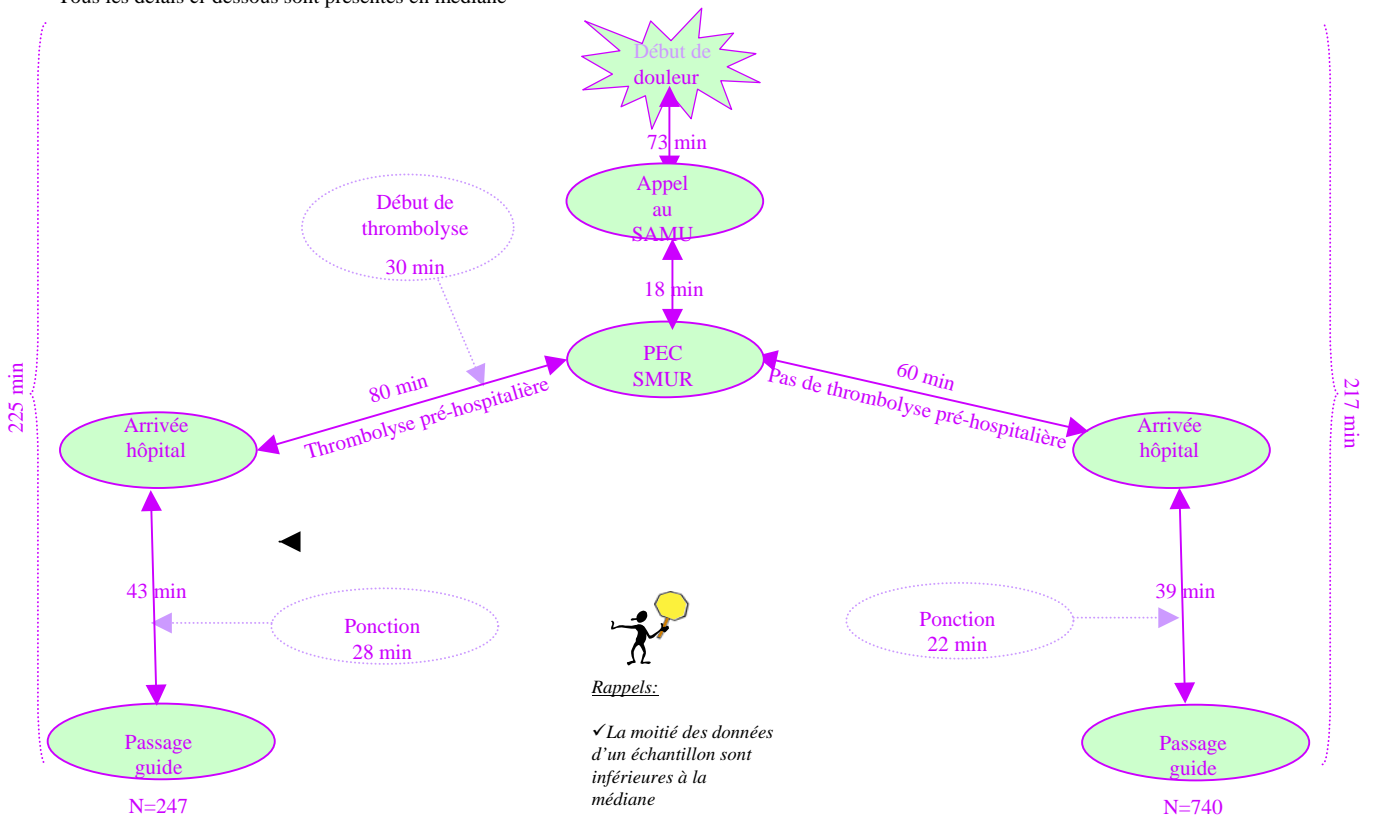 Tous les délais ci-dessous sont présentés en médiane
Début de
douleur
73 min
Appel
au
SAMU
Début de
thrombolyse
30 min
18 min
PEC
SMUR
80 min
Thrombolyse pré-hospitalière
60 min
Pas de thrombolyse pré-hospitalière
225 min
217 min
Arrivée
hôpital
Arrivée
hôpital
43 min
39 min
Ponction
28 min
Ponction
22 min
Rappels:
✓La moitié des données
d'un échantillon sont
inférieures à la
médiane
Passage
guide
Passage
guide
N=247
N=740